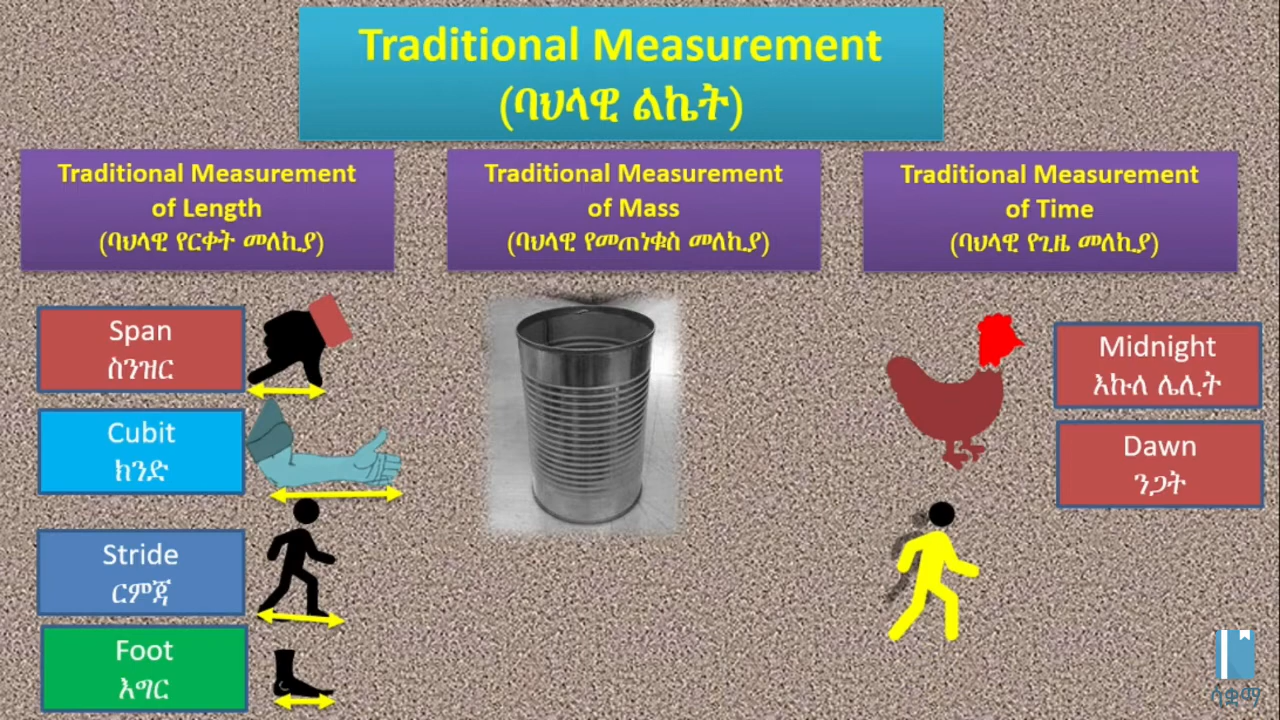 Traditional Measurement
(ባህላዊ ልኬት)
Traditional Measurement
of Length
(ባህላዊ የርቀት መለኪያ)
Traditional Measurement
of Mass
(ባህላዊ የመጠነቁስ መለኪያ)
Traditional Measurement
of Time
(ባህላዊ የጊዜ መለኪያ)
Span
ስንዝር
Cubit
ክንድ
Stride
ርምጃ
Foot
እግር
Midnight
እኩለ ሌሊት
Dawn
ንጋት